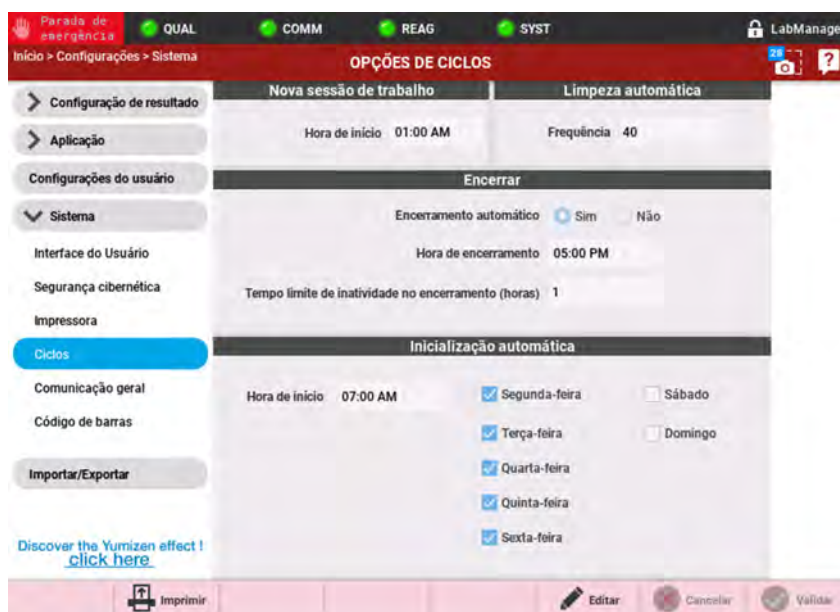 Parada de emergência QUAL COMM REAG SYST LabManage
Início > Configurações > Sistema
OPÇÕES DE CICLOS
28
?
Configuração de resultado
Aplicação
Configurações do usuário
Sistema
Interface do Usuário
Segurança cibernética
Impressora
Ciclos
Comunicação geral
Código de barras
Importar/Exportar
Discover the Yumizen effect !
click here
Nova sessão de trabalho
Hora de início 01:00 AM
Limpeza automática
Frequência 40
Encerrar
Encerramento automático Sim Não
Hora de encerramento 05:00 PM
Tempo limite de inatividade no encerramento (horas) 1
Inicialização automática
Hora de início 07:00 AM
Segunda-feira Sábado
Terça-feira Domingo
Quarta-feira
Quinta-feira
Sexta-feira
Imprimir Editar Cancelar Validar